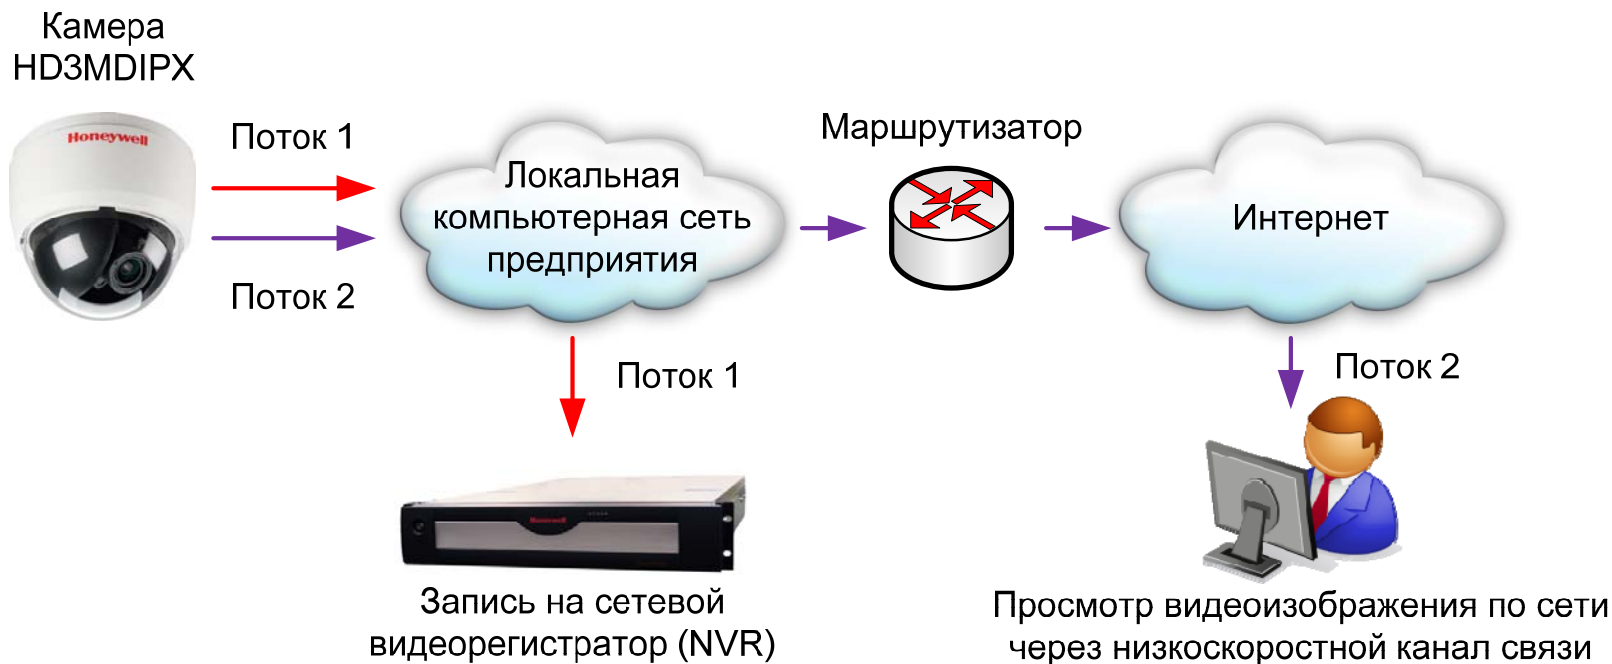 Камера
HD3MDIPX
Honeywell
Поток 1
Поток 2
Локальная
компьютерная сеть
предприятия
Маршрутизатор
Интернет
Поток 1
Поток 2
Honeywell
Запись на сетевой
видеорегистратор (NVR)
Просмотр видеоизображения по сети
через низкоскоростной канал связи